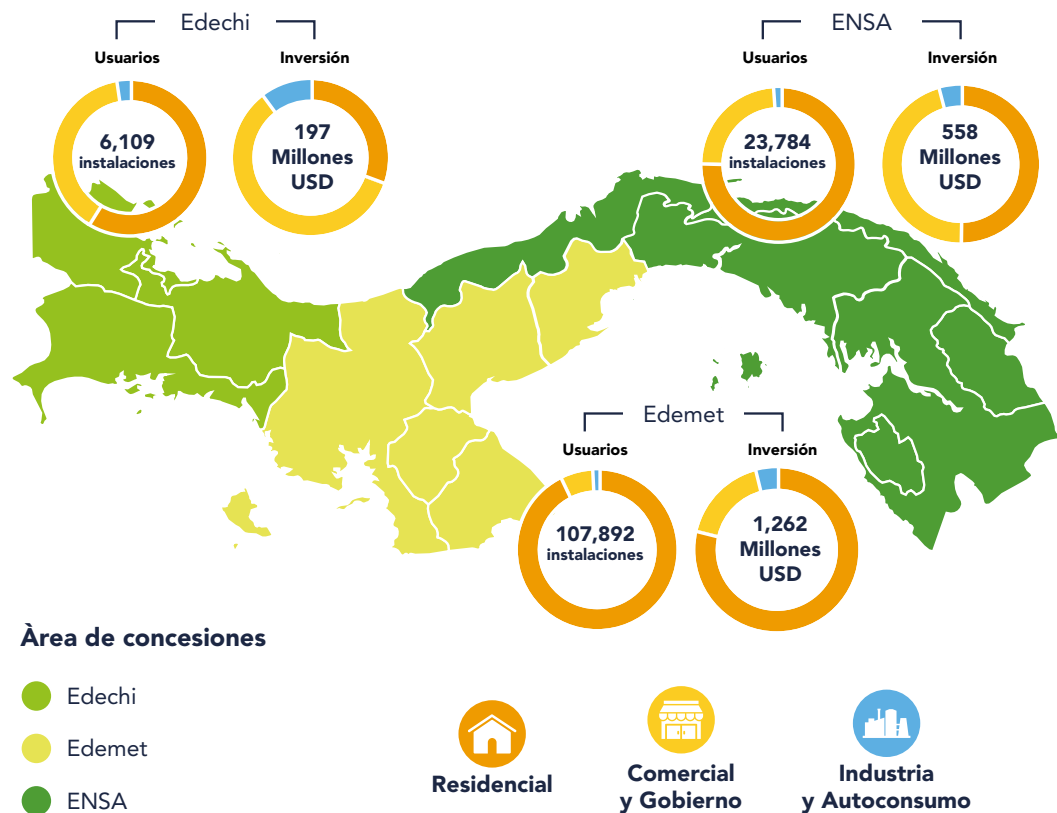 Edechi
Usuarios
Inversión
6,109
instalaciones
197
Millones
USD
ENSA
Usuarios
Inversión
23,784
instalaciones
558
Millones
USD
Edemet
Usuarios
Inversión
107,892
instalaciones
1,262
Millones
USD
Àrea de concesiones
Edechi
Edemet
ENSA
Residencial
Comercial
y Gobierno
Industria
y Autoconsumo